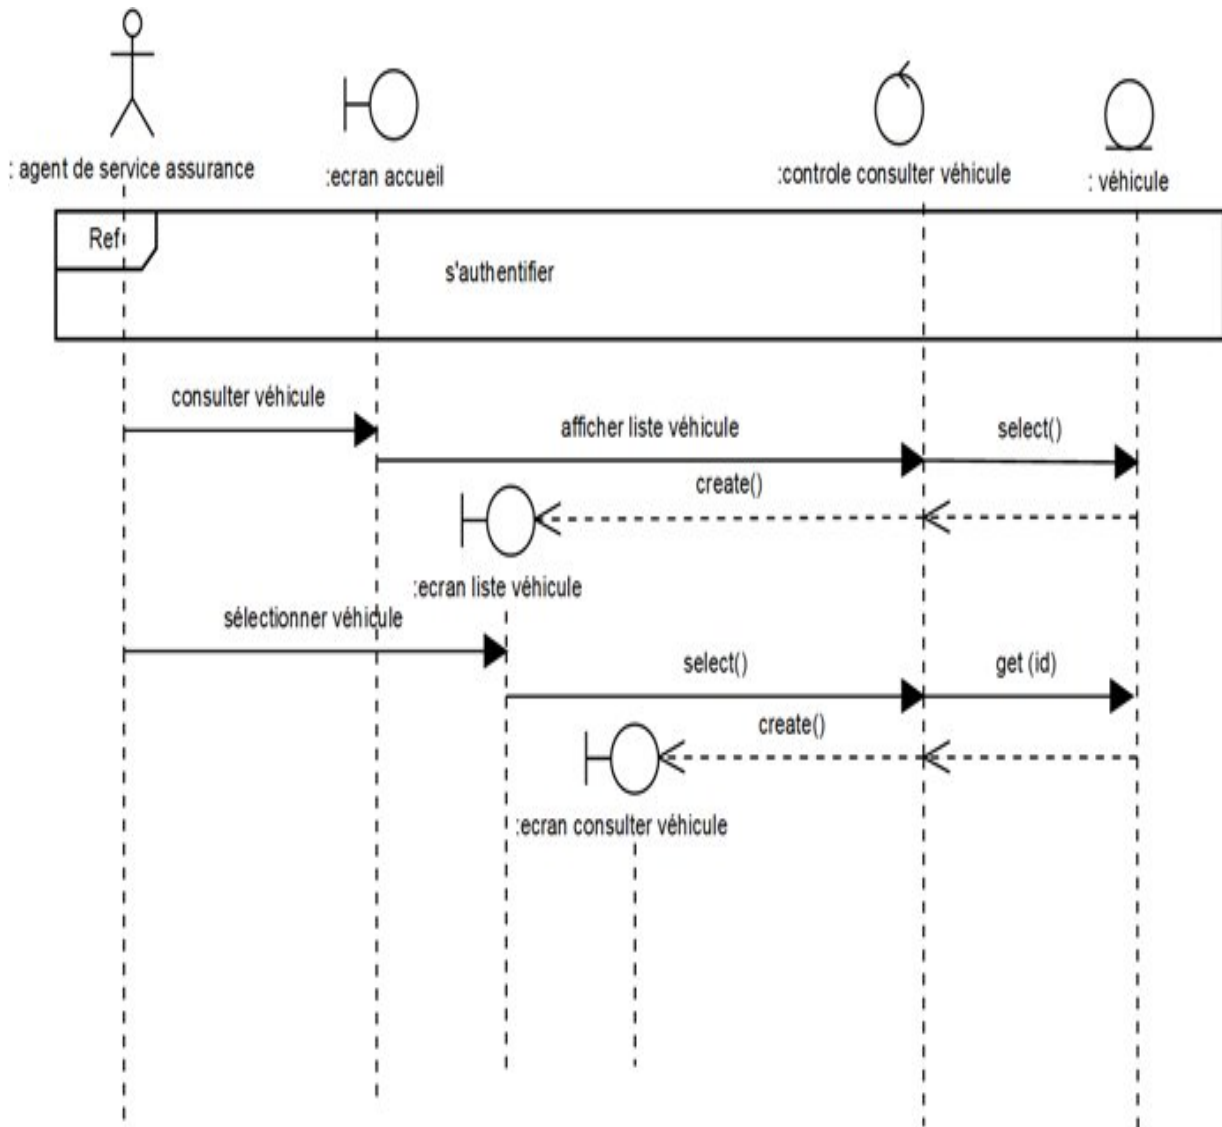 : agent de service assurance
:ecran accueil
:controle consulter véhicule
: véhicule
Ref
s'authentifier
consulter véhicule
afficher liste véhicule
select()
create()
:ecran liste véhicule
sélectionner véhicule
select()
get (id)
create()
:ecran consulter véhicule